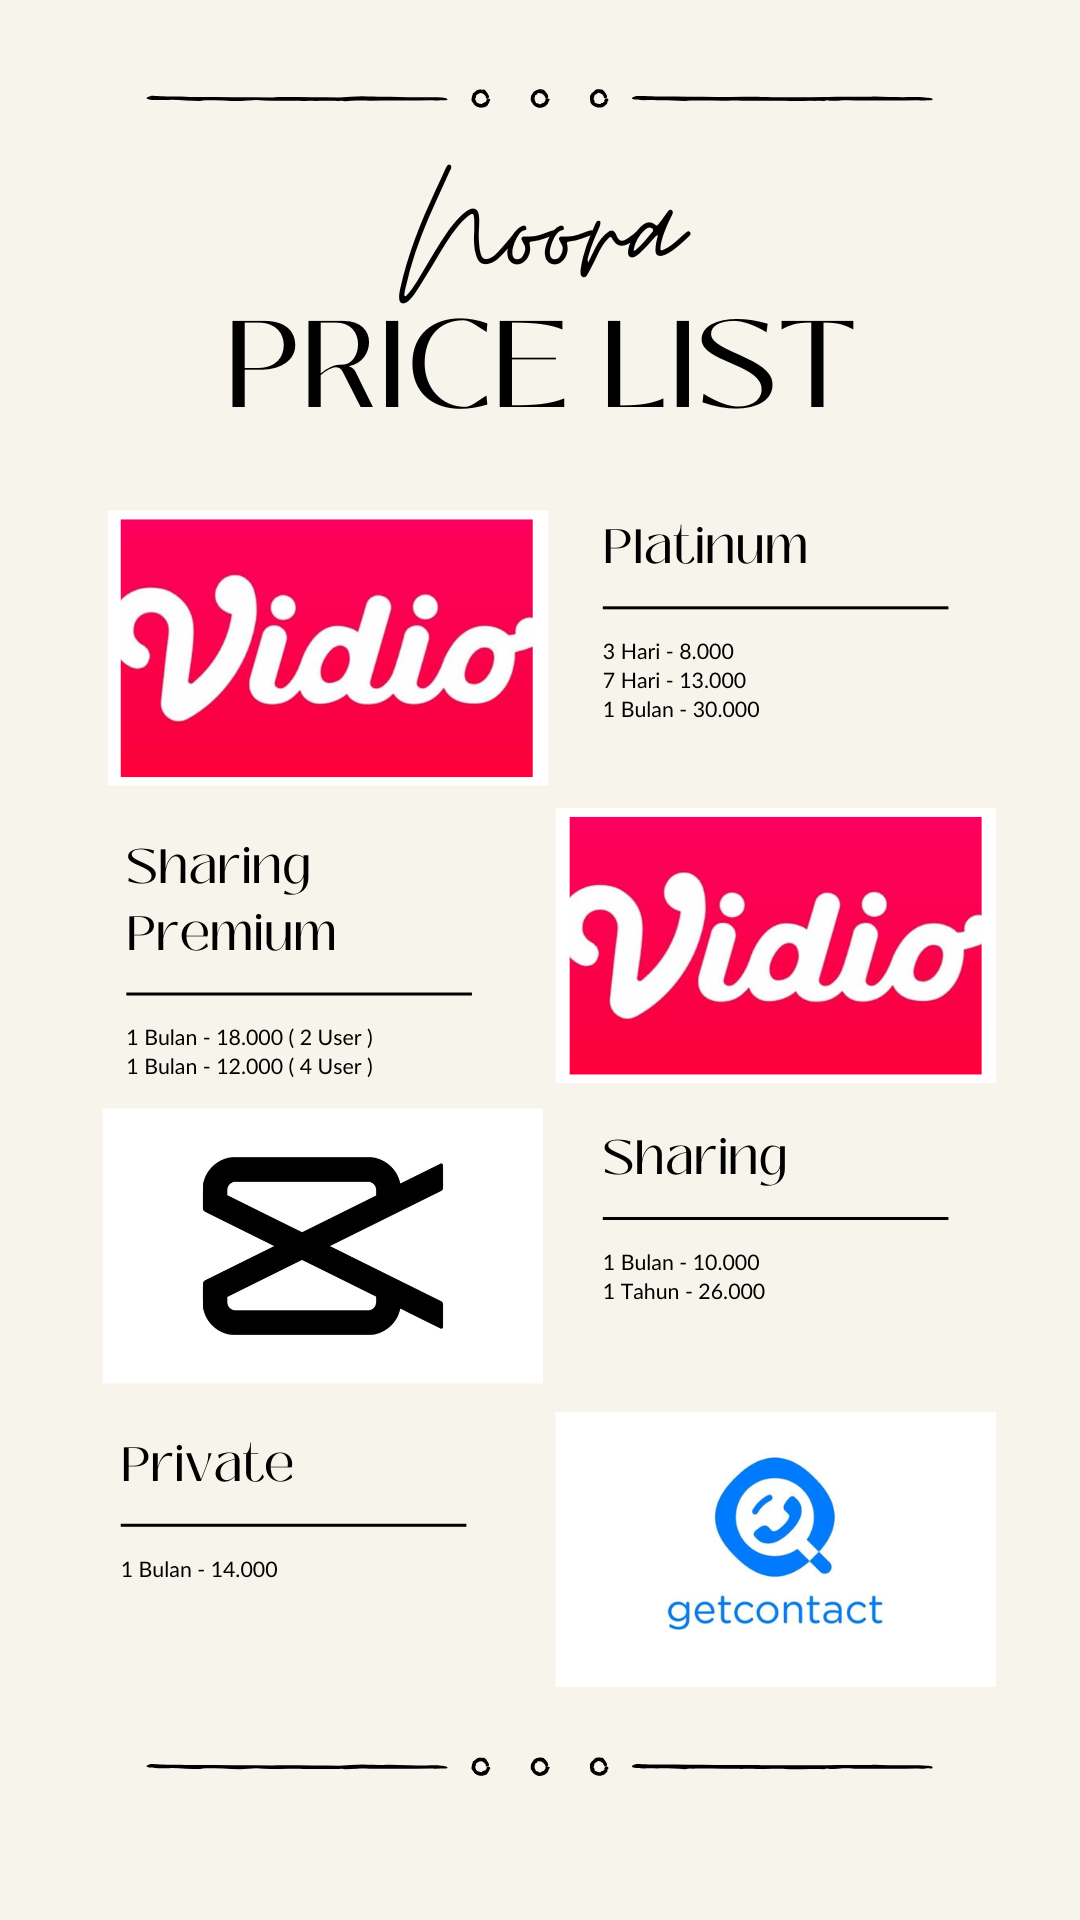 Noord
PRICE LIST
Vidio
Platinum
3 Hari - 8.000
7 Hari - 13.000
1 Bulan - 30.000
Sharing
Premium
1 Bulan - 18.000 ( 2 User )
1 Bulan - 12.000 ( 4 User )
Vidio
Sharing
1 Bulan - 10.000
1 Tahun - 26.000
Private
1 Bulan - 14.000
getcontact